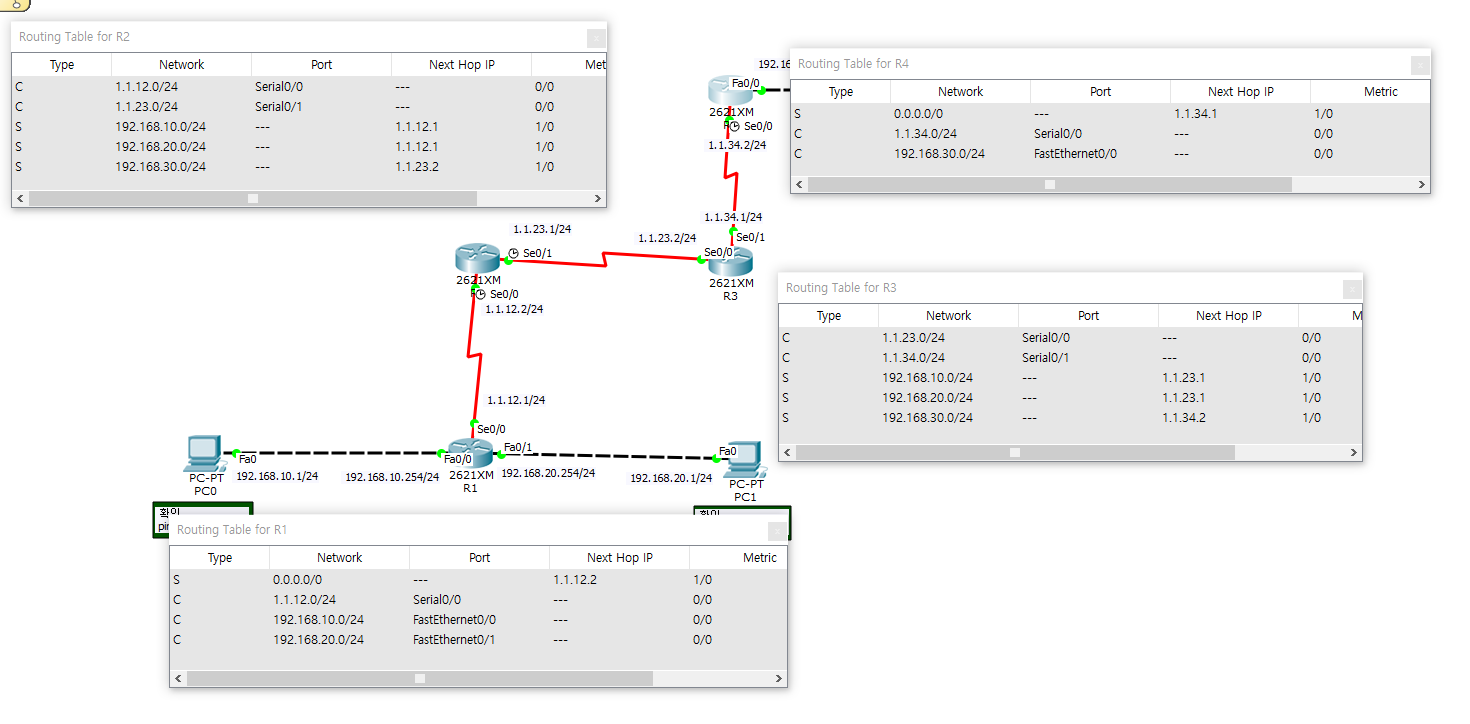 Routing Table for R2
Type Network Port Next Hop IP Met
C 1.1.12.0/24 Serial0/0 --- 0/0
C 1.1.23.0/24 Serial0/1 --- 0/0
S 192.168.10.0/24 --- 1.1.12.1 1/0
S 192.168.20.0/24 --- 1.1.12.1 1/0
S 192.168.30.0/24 --- 1.1.23.2 1/0
192.16
Fa0/0
2621XM
Se0/0
1.1.34.2/24
Routing Table for R4
Type Network Port Next Hop IP Metric
S 0.0.0.0/0 --- 1.1.34.1 1/0
C 1.1.34.0/24 Serial0/0 --- 0/0
C 192.168.30.0/24 FastEthernet0/0 --- 0/0
1.1.34.1/24
1.1.23.1/24
1.1.23.2/24
Se0/1
Se0/1
Se0/0
2621XM
2621XM
R3
Se0/0
1.1.12.2/24
Routing Table for R3
Type Network Port Next Hop IP M
C 1.1.23.0/24 Serial0/0 --- 0/0
C 1.1.34.0/24 Serial0/1 --- 0/0
S 192.168.10.0/24 --- 1.1.23.1 1/0
S 192.168.20.0/24 --- 1.1.23.1 1/0
S 192.168.30.0/24 --- 1.1.34.2 1/0
1.1.12.1/24
Se0/0
Fa0
Fa0/0
Fa0/1
Fa0
192.168.10.1/24
192.168.10.254/24
192.168.20.254/24
192.168.20.1/24
PC-PT
PC0
2621XM
R1
PC-PT
PC1
확인
pin
확인
Routing Table for R1
Type Network Port Next Hop IP Metric
S 0.0.0.0/0 --- 1.1.12.2 1/0
C 1.1.12.0/24 Serial0/0 --- 0/0
C 192.168.10.0/24 FastEthernet0/0 --- 0/0
C 192.168.20.0/24 FastEthernet0/1 --- 0/0